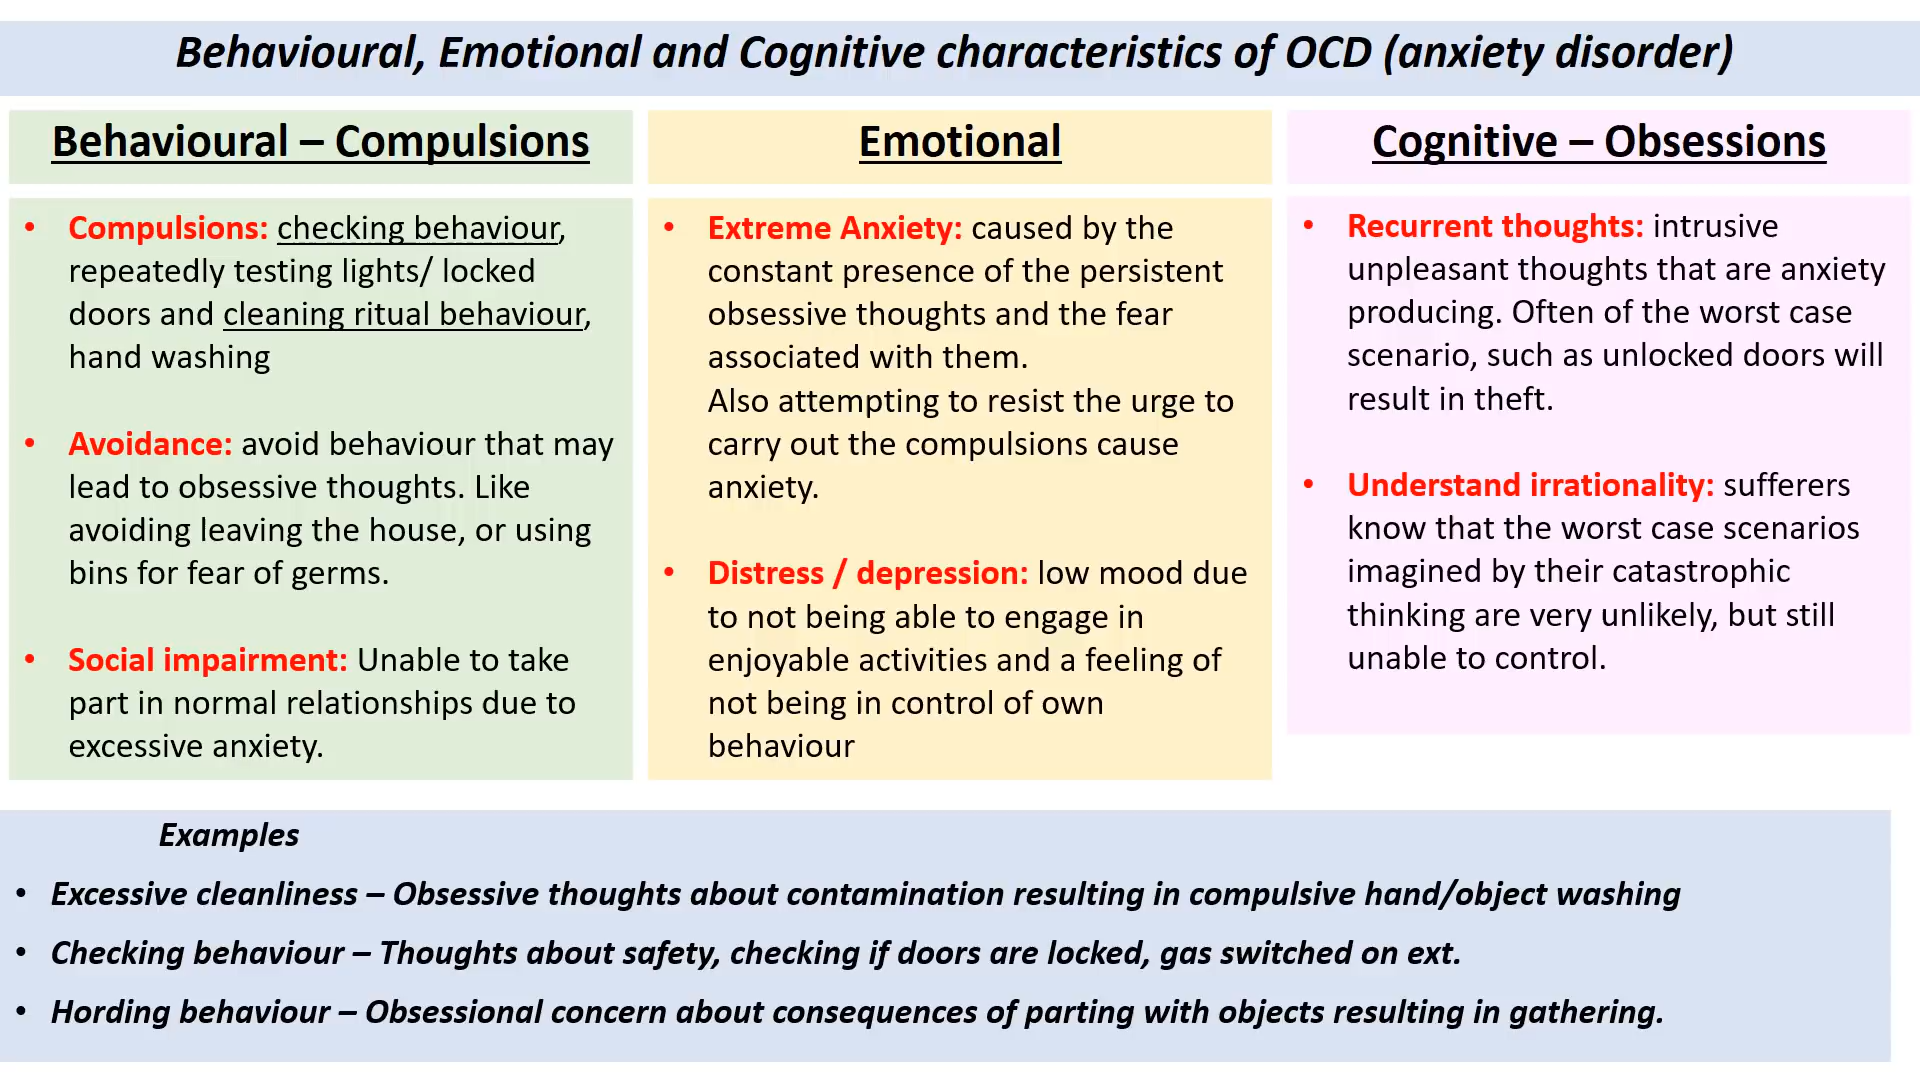 Behavioural, Emotional and Cognitive characteristics of OCD (anxiety disorder)
Behavioural – Compulsions
• Compulsions: checking behaviour,
repeatedly testing lights/ locked
doors and cleaning ritual behaviour,
hand washing
• Avoidance: avoid behaviour that may
lead to obsessive thoughts. Like
avoiding leaving the house, or using
bins for fear of germs.
• Social impairment: Unable to take
part in normal relationships due to
excessive anxiety.
Emotional
• Extreme Anxiety: caused by the
constant presence of the persistent
obsessive thoughts and the fear
associated with them.
Also attempting to resist the urge to
carry out the compulsions cause
anxiety.
• Distress / depression: low mood due
to not being able to engage in
enjoyable activities and a feeling of
not being in control of own
behaviour
Cognitive – Obsessions
• Recurrent thoughts: intrusive
unpleasant thoughts that are anxiety
producing. Often of the worst case
scenario, such as unlocked doors will
result in theft.
• Understand irrationality: sufferers
know that the worst case scenarios
imagined by their catastrophic
thinking are very unlikely, but still
unable to control.
Examples
• Excessive cleanliness – Obsessive thoughts about contamination resulting in compulsive hand/object washing
• Checking behaviour – Thoughts about safety, checking if doors are locked, gas switched on ext.
• Hording behaviour – Obsessional concern about consequences of parting with objects resulting in gathering.